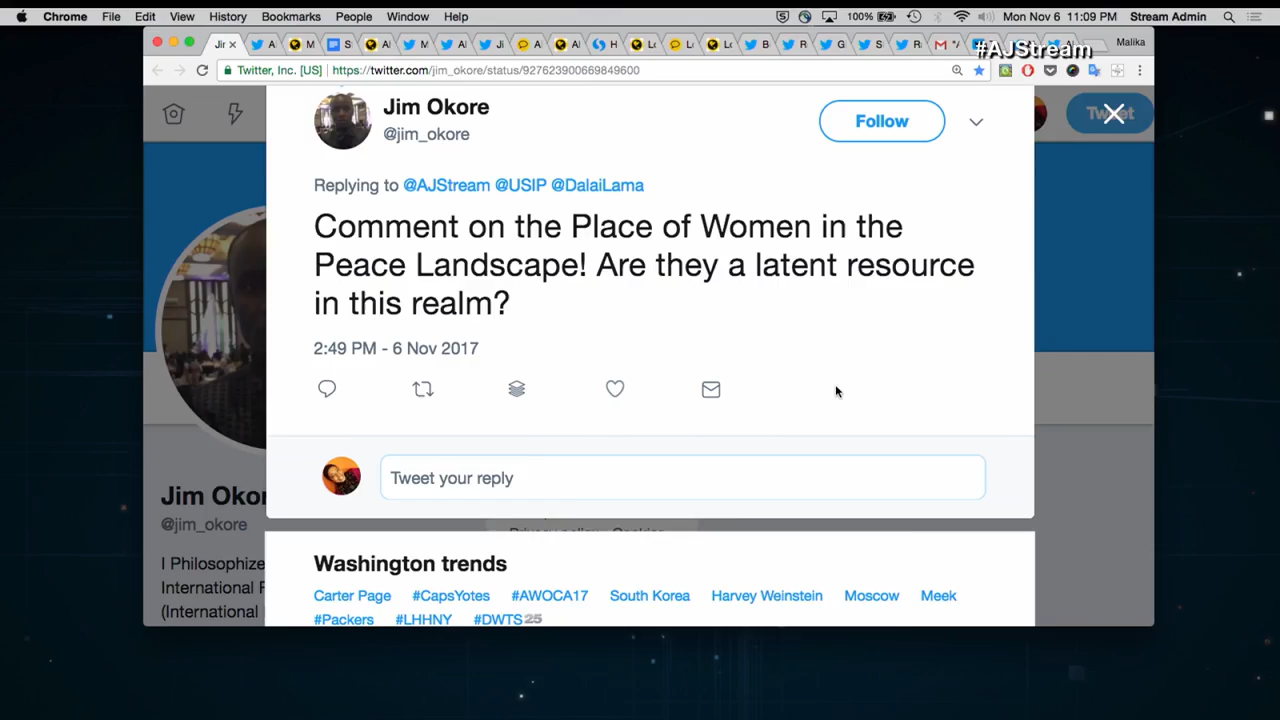 Chrome File Edit View History Bookmarks People Window Help 100% Mon Nov 6 11:09 PM Stream Admin
#AJStream
Malika
Twitter, Inc. [US] https://twitter.com/jim_okore/status/927623900669849600
Jim Okore
@jim_okore
Follow
Tweet
Replying to @AJStream @USIP @DalaiLama
Comment on the Place of Women in the
Peace Landscape! Are they a latent resource
in this realm?
2:49 PM - 6 Nov 2017
Tweet your reply
Jim Okor
@jim_okore
I Philosophize
International
(International
Washington trends
Carter Page #CapsYotes #AWOCA17 South Korea Harvey Weinstein Moscow Meek
#Packers #LHHNY #DWTS25